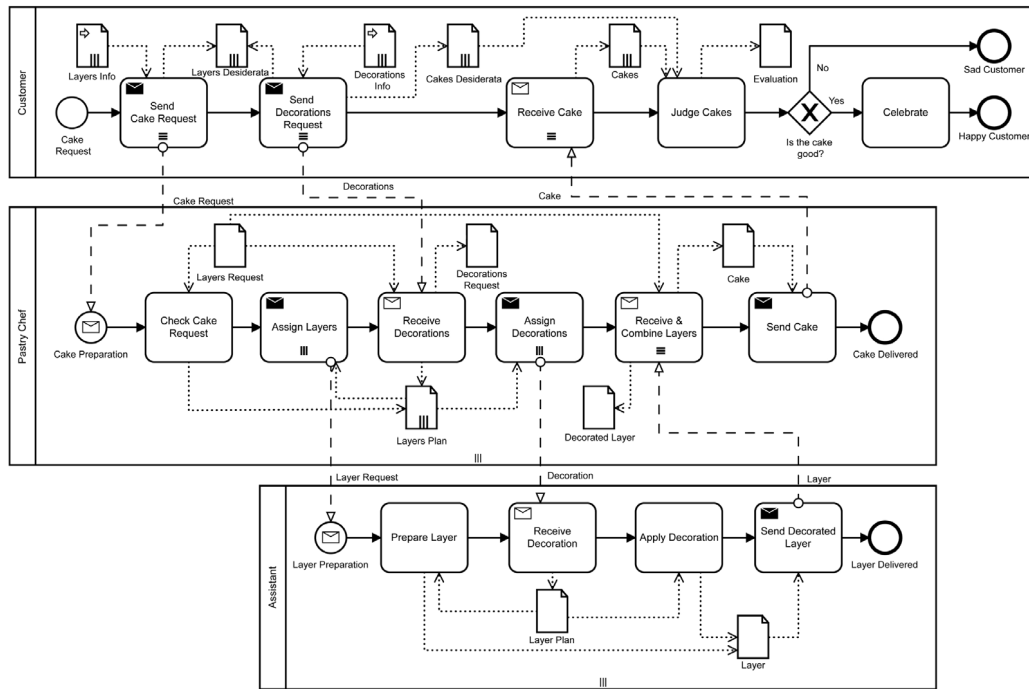 Customer
Layers Info
Layers Desiderata
Decorations
Info
Cakes Desiderata
Cakes
Evaluation
No
Sad Customer
Cake
Request
Send
Cake Request
Send
Decorations
Request
Receive Cake
Judge Cakes
X
Yes
Is the cake
good?
Celebrate
Happy Customer
Cake Request
Decorations
Cake
Pastry Chef
Layers Request
Decorations
Request
Cake
Cake Preparation
Check Cake
Request
Assign Layers
Receive
Decorations
Assign
Decorations
Receive &
Combine Layers
Send Cake
Cake Delivered
Layers Plan
Decorated Layer
Layer Request
Decoration
Layer
Assistant
Layer Preparation
Prepare Layer
Receive
Decoration
Apply Decoration
Send Decorated
Layer
Layer Delivered
Layer Plan
Layer